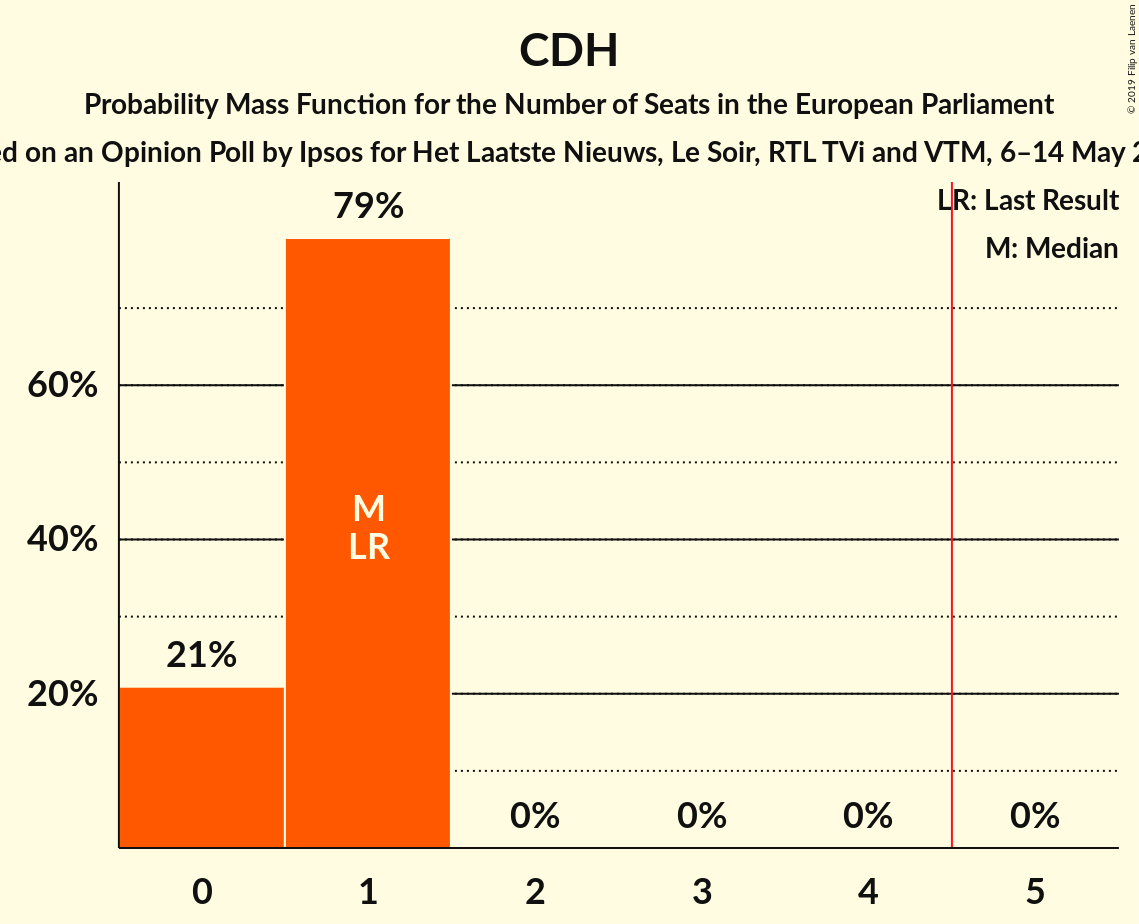 CDH
Probability Mass Function for the Number of Seats in the European Parliament
on an Opinion Poll by Ipsos for Het Laatste Nieuws, Le Soir, RTL TVi and VTM, 6–14 May
© 2019 Filip van Laenen
LR: Last Result
M: Median
79%
60%
M
40%
LR
21%
20%
0% 0% 0% 0%
0 1 2 3 4 5